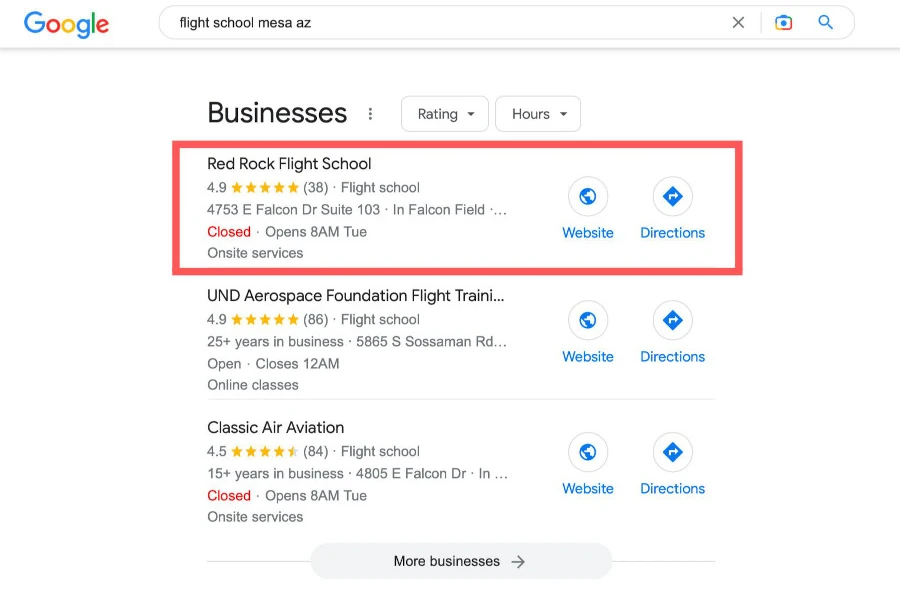 Google
flight school mesa az
Businesses
Rating
Hours
Red Rock Flight School
4.9 ★★★★★ (38) · Flight school
4753 E Falcon Dr Suite 103 · In Falcon Field ·...
Closed · Opens 8AM Tue
Onsite services
Website
Directions
UND Aerospace Foundation Flight Traini...
4.9 ★★★★★ (86) · Flight school
25+ years in business · 5865 S Sossaman Rd...
Open · Closes 12AM
Online classes
Website
Directions
Classic Air Aviation
4.5 (84) · Flight school
15+ years in business · 4805 E Falcon Dr · In ...
Closed · Opens 8AM Tue
Onsite services
Website
Directions
More businesses →